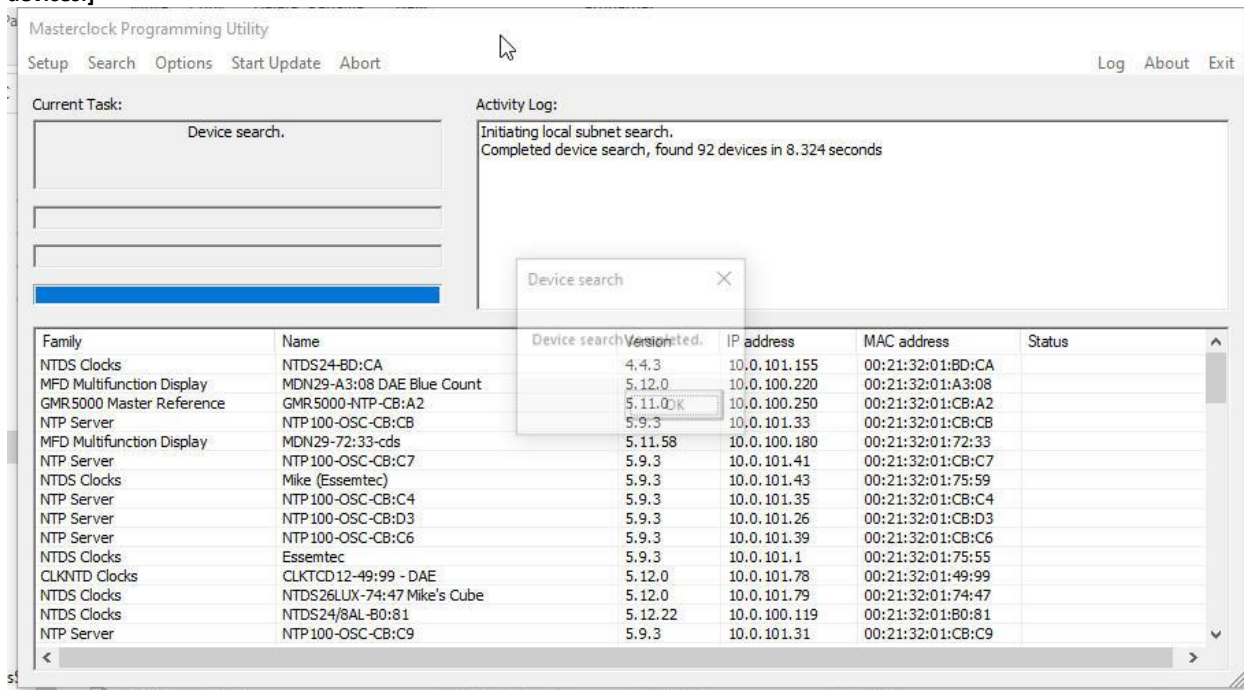 devices.]
Masterclock Programming Utility
Setup Search Options Start Update Abort Log About Exit
Current Task:
Device search.
Activity Log:
Initiating local subnet search.
Completed device search, found 92 devices in 8.324 seconds
Device search
Device search completed.
OK
Family Name Version IP address MAC address Status
NTDS Clocks NTDS24-BD:CA 4.4.3 10.0.101.155 00:21:32:01:BD:CA
MFD Multifunction Display MDN29-A3:08 DAE Blue Count 5.12.0 10.0.100.220 00:21:32:01:A3:08
GMR5000 Master Reference GMR5000-NTP-CB:A2 5.11.0 10.0.100.250 00:21:32:01:CB:A2
NTP Server NTP100-OSC-CB:CB 5.9.3 10.0.101.33 00:21:32:01:CB:CB
MFD Multifunction Display MDN29-72:33-cds 5.11.58 10.0.100.180 00:21:32:01:72:33
NTP Server NTP100-OSC-CB:C7 5.9.3 10.0.101.41 00:21:32:01:CB:C7
NTDS Clocks Mike (Essemtec) 5.9.3 10.0.101.43 00:21:32:01:75:59
NTP Server NTP100-OSC-CB:C4 5.9.3 10.0.101.35 00:21:32:01:CB:C4
NTP Server NTP100-OSC-CB:D3 5.9.3 10.0.101.26 00:21:32:01:CB:D3
NTP Server NTP100-OSC-CB:C6 5.9.3 10.0.101.39 00:21:32:01:CB:C6
NTDS Clocks Essemtec 5.9.3 10.0.101.1 00:21:32:01:75:55
CLKNTD Clocks CLKTCD12-49:99 - DAE 5.12.0 10.0.101.78 00:21:32:01:49:99
NTDS Clocks NTDS26LUX-74:47 Mike's Cube 5.12.0 10.0.101.79 00:21:32:01:74:47
NTDS Clocks NTDS24/8AL-B0:81 5.12.22 10.0.100.119 00:21:32:01:B0:81
NTP Server NTP100-OSC-CB:C9 5.9.3 10.0.101.31 00:21:32:01:CB:C9